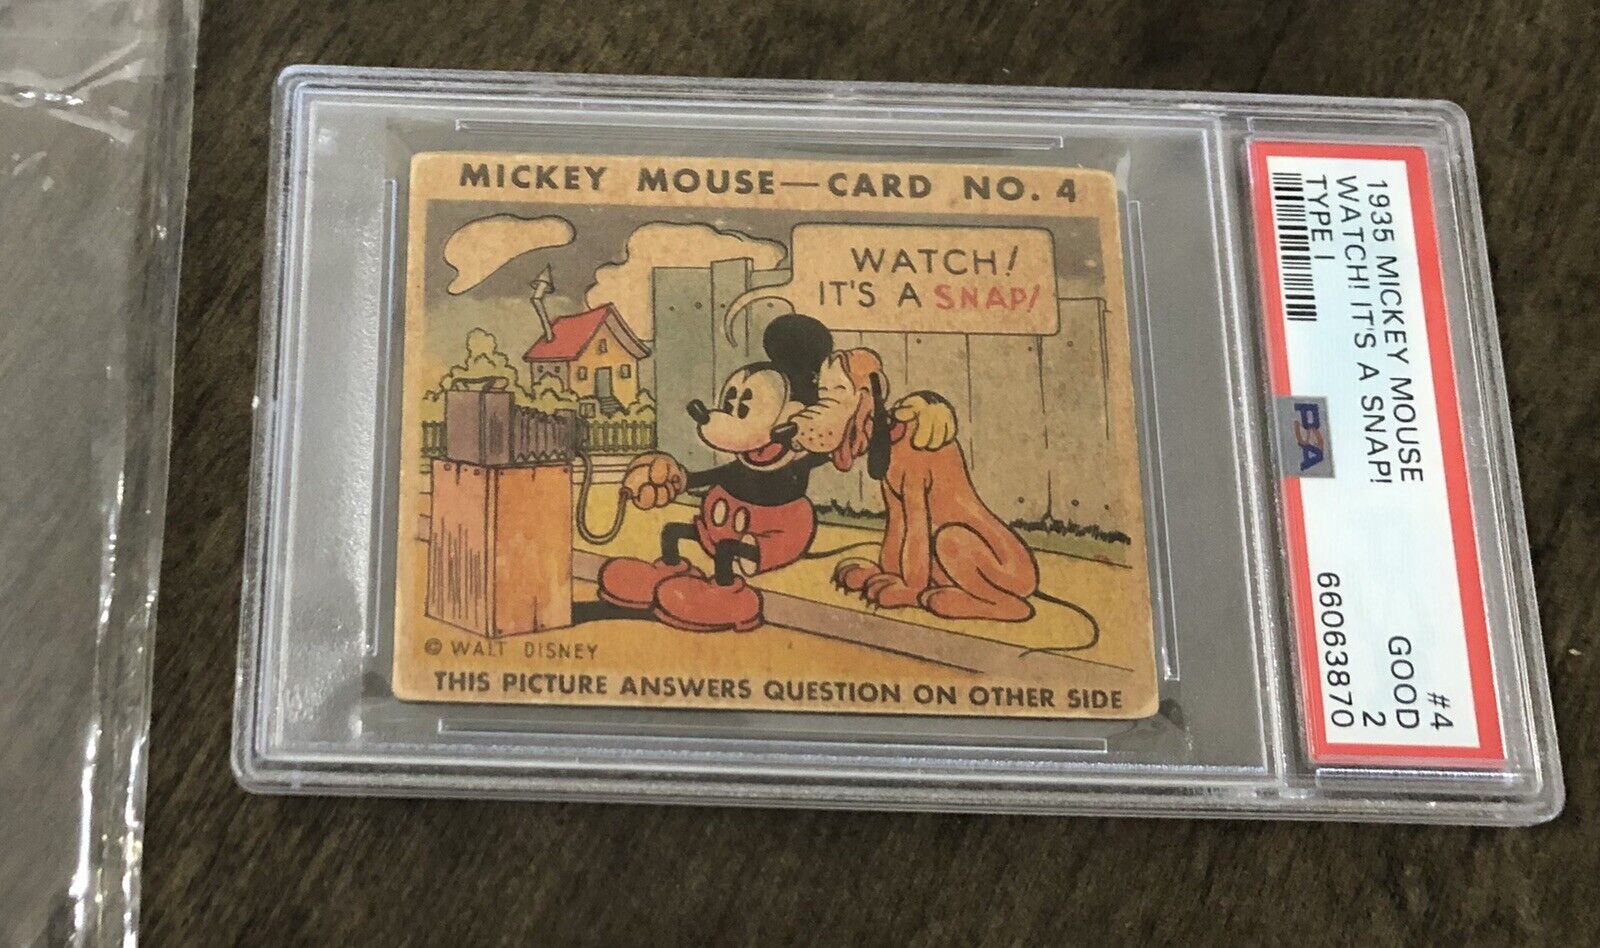 MICKEY MOUSE—CARD NO. 4
WATCH!
IT'S A SNAP!
© WALT DISNEY
THIS PICTURE ANSWERS QUESTION ON OTHER SIDE
1935 MICKEY MOUSE #4
WATCH! IT'S A SNAP! GOOD
TYPE I 2
PSA
66063870